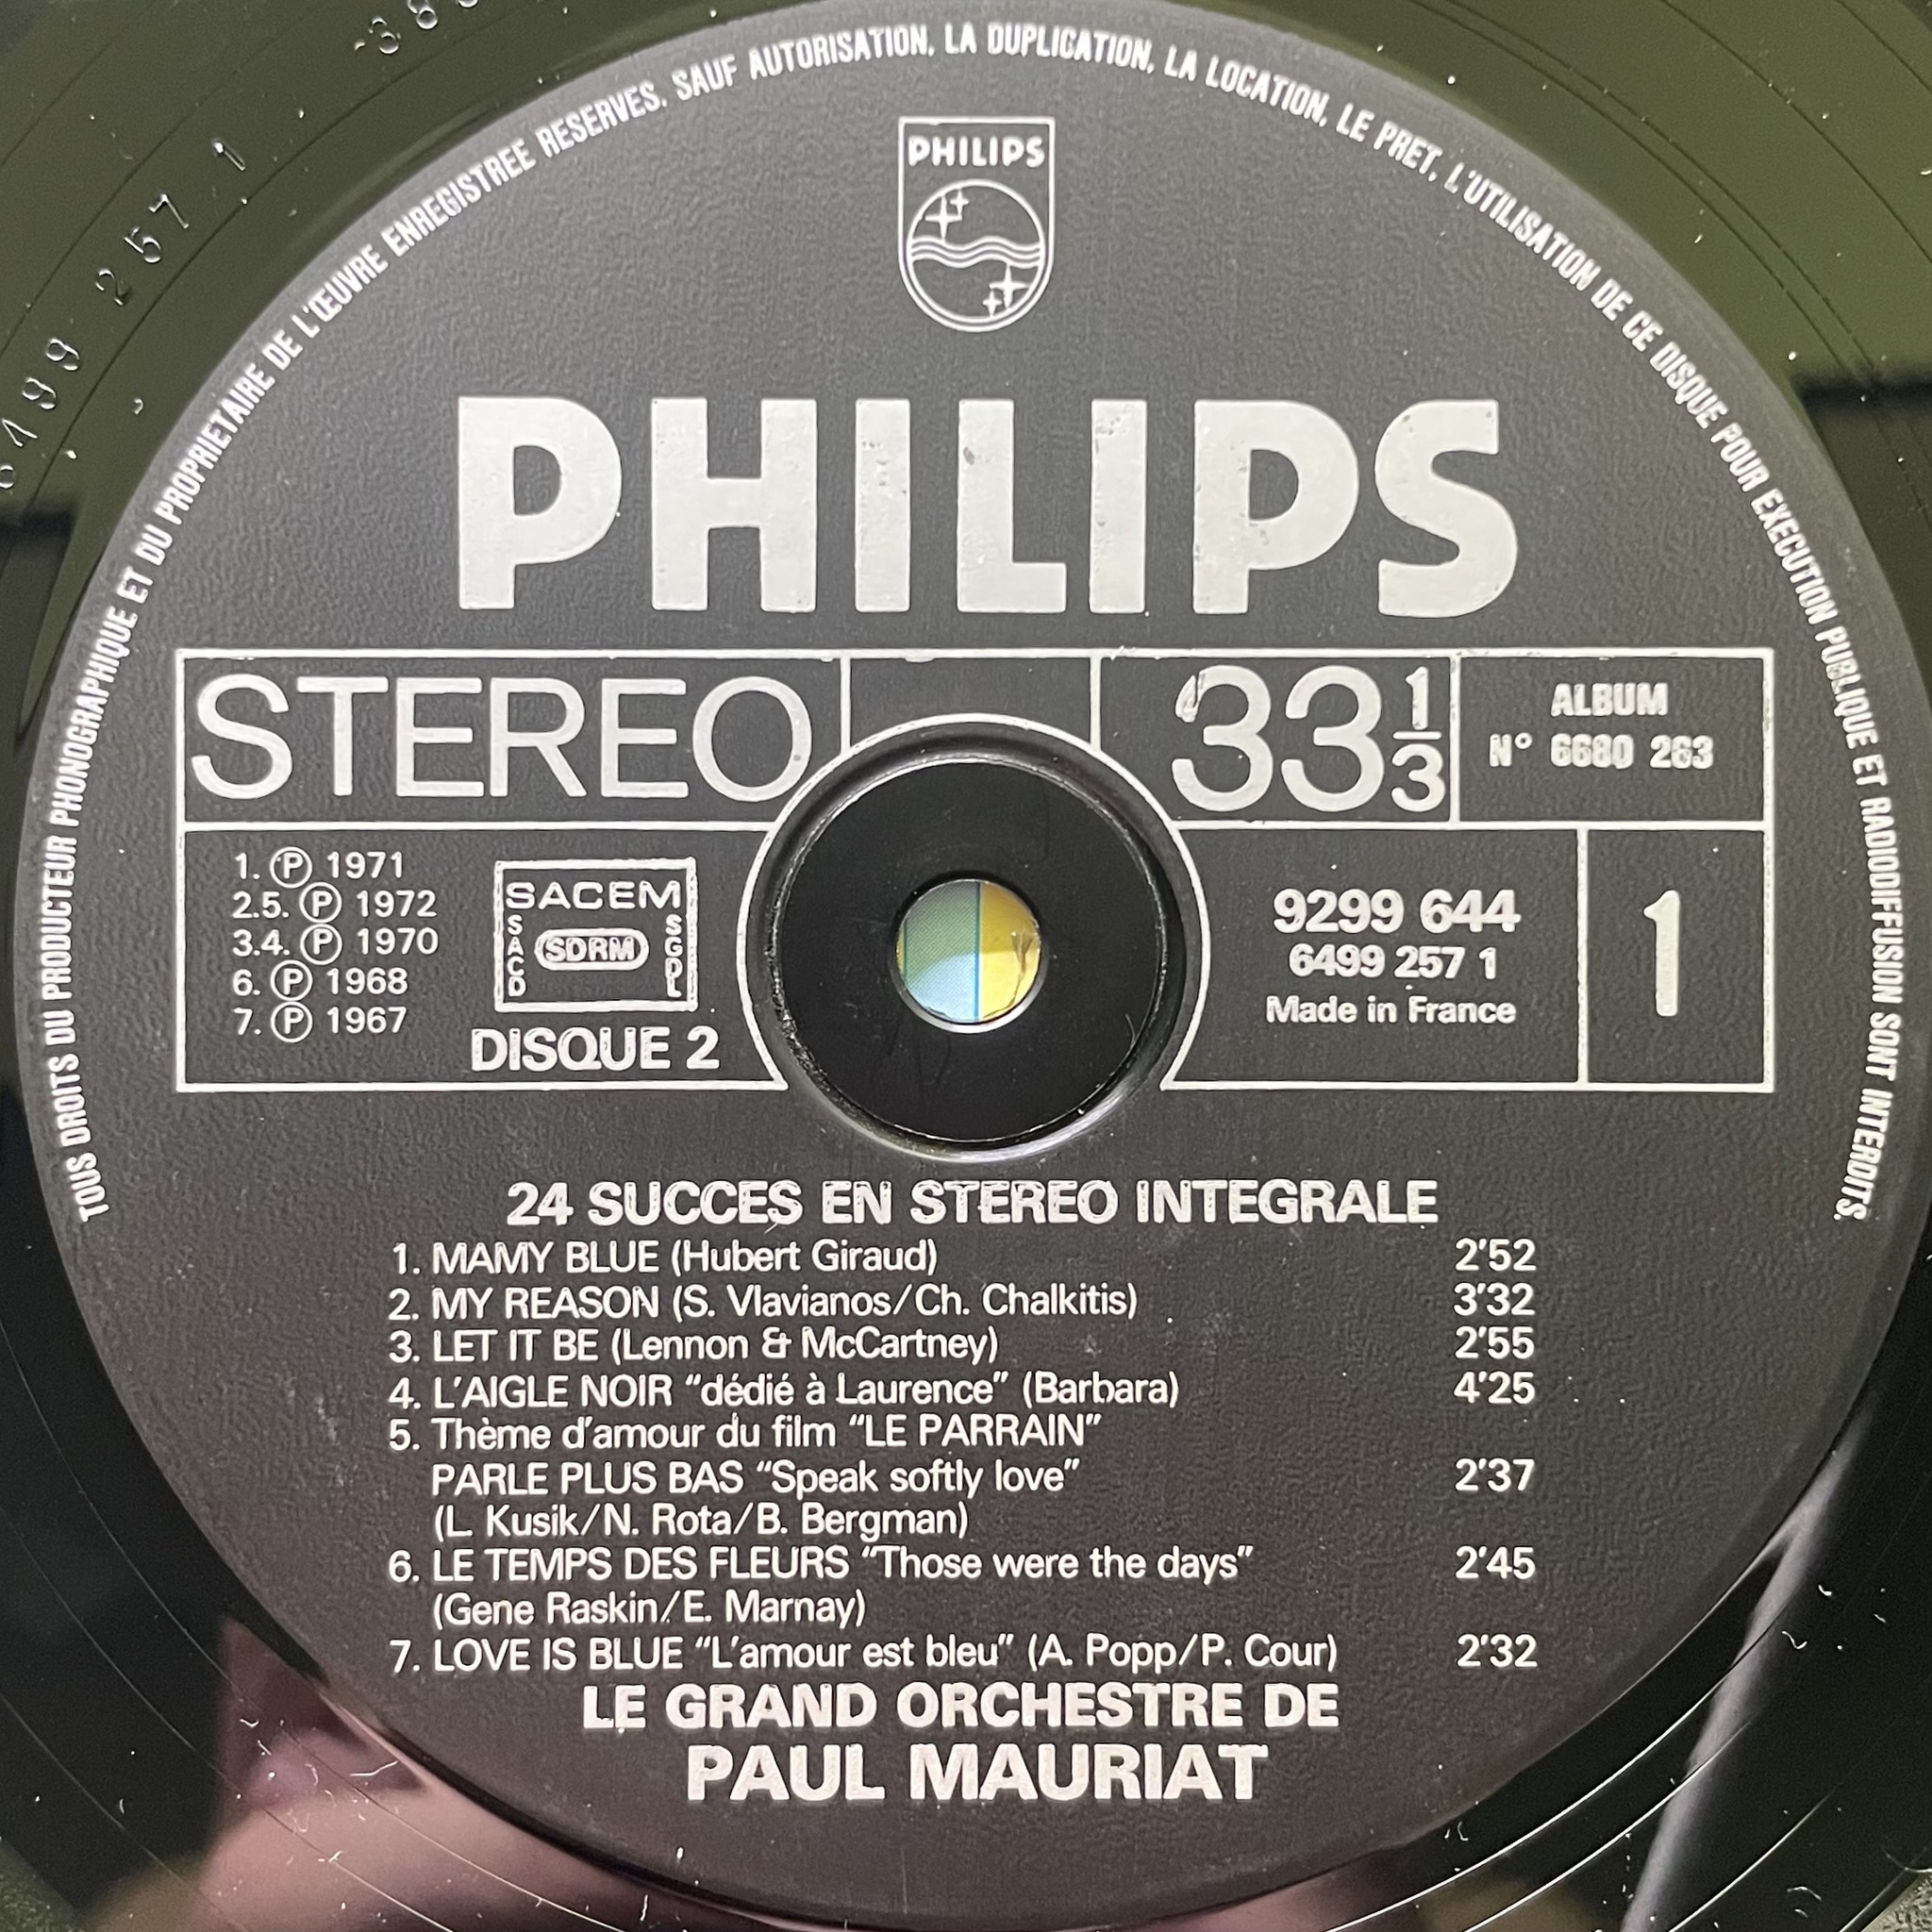 TOUS DROITS DU PRODUCTEUR PHONOGRAPHIQUE ET DU PROPRIETAIRE DE L'ŒUVRE ENREGISTREE RESERVES. SAUF AUTORISATION, LA DUPLICATION, LA LOCATION, LE PRET, L'UTILISATION DE CE DISQUE POUR EXECUTION PUBLIQUE ET RADIODIFFUSION SONT INTERDITS.
6499 257 1
PHILIPS
PHILIPS
STEREO
33 1/3
ALBUM
N° 6680 263
1. ℗ 1971
2.5. ℗ 1972
3.4. ℗ 1970
6. ℗ 1968
7. ℗ 1967
SACEM
SACD
SDRM
SGDL
DISQUE 2
9299 644
6499 257 1
Made in France
1
24 SUCCES EN STEREO INTEGRALE
1. MAMY BLUE (Hubert Giraud) 2'52
2. MY REASON (S. Vlavianos/Ch. Chalkitis) 3'32
3. LET IT BE (Lennon & McCartney) 2'55
4. L'AIGLE NOIR "dédié à Laurence" (Barbara) 4'25
5. Thème d'amour du film "LE PARRAIN"
PARLE PLUS BAS "Speak softly love" 2'37
(L. Kusik/N. Rota/B. Bergman)
6. LE TEMPS DES FLEURS "Those were the days" 2'45
(Gene Raskin/E. Marnay)
7. LOVE IS BLUE "L'amour est bleu" (A. Popp/P. Cour) 2'32
LE GRAND ORCHESTRE DE
PAUL MAURIAT